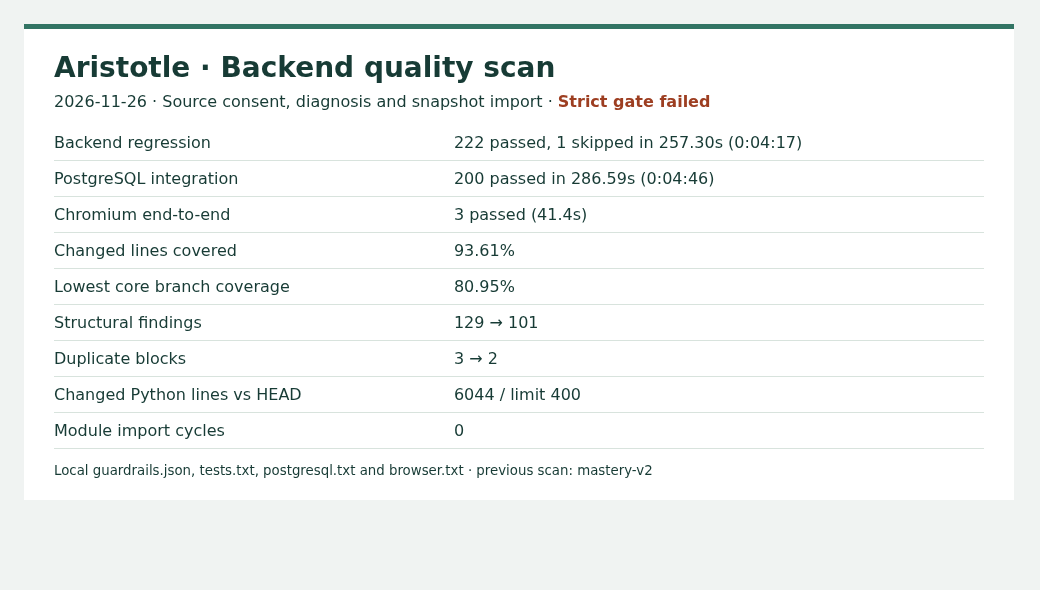 Aristotle · Backend quality scan
2026-11-26 · Source consent, diagnosis and snapshot import · Strict gate failed
Backend regression 222 passed, 1 skipped in 257.30s (0:04:17)
PostgreSQL integration 200 passed in 286.59s (0:04:46)
Chromium end-to-end 3 passed (41.4s)
Changed lines covered 93.61%
Lowest core branch coverage 80.95%
Structural findings 129 → 101
Duplicate blocks 3 → 2
Changed Python lines vs HEAD 6044 / limit 400
Module import cycles 0
Local guardrails.json, tests.txt, postgresql.txt and browser.txt · previous scan: mastery-v2